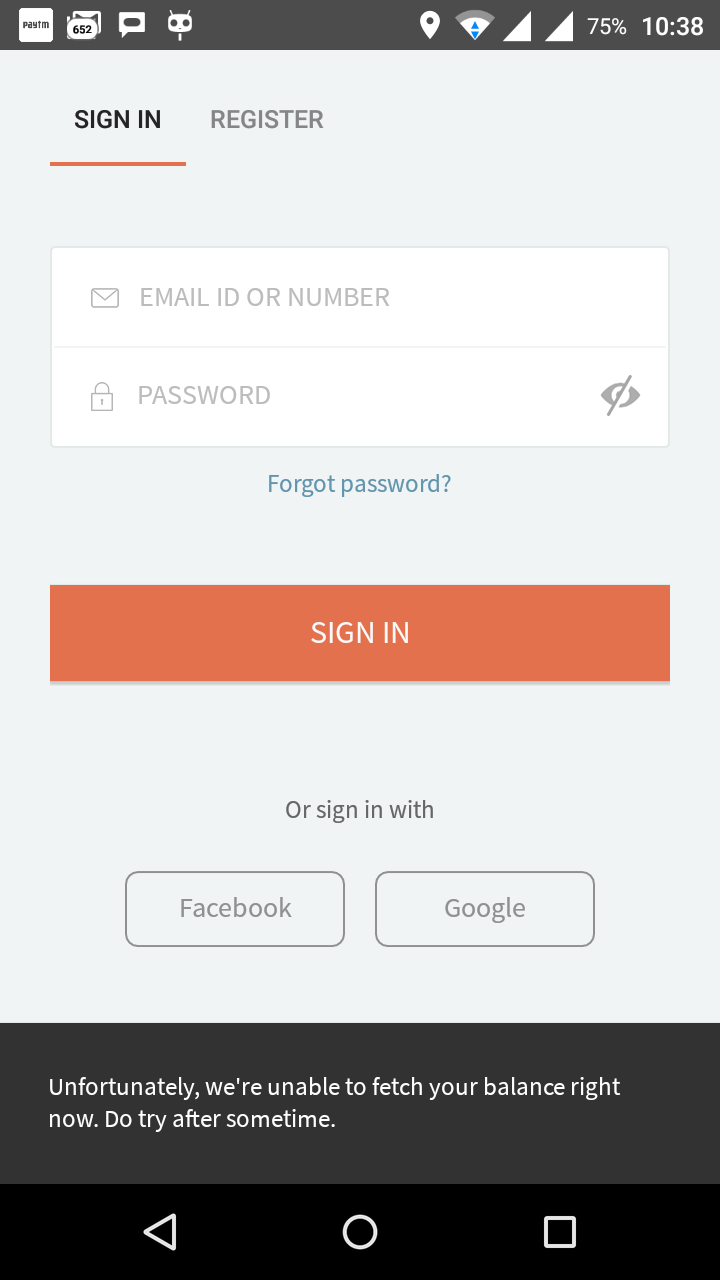 Paytm 652 75% 10:38
SIGN IN REGISTER
EMAIL ID OR NUMBER
PASSWORD
Forgot password?
SIGN IN
Or sign in with
Facebook Google
Unfortunately, we're unable to fetch your balance right
now. Do try after sometime.